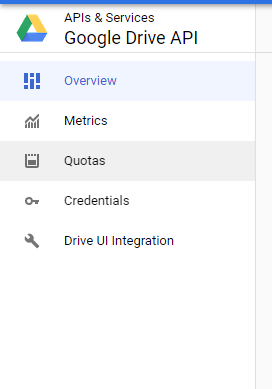 APIs & Services
Google Drive API
Overview
Metrics
Quotas
Credentials
Drive UI Integration